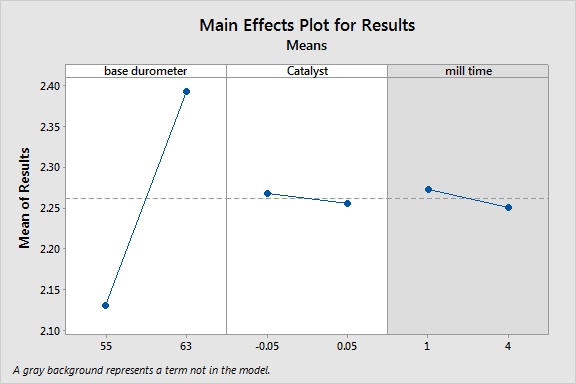 Main Effects Plot for Results
Means
base durometer Catalyst mill time
Mean of Results
2.40
2.35
2.30
2.25
2.20
2.15
2.10
55 63 -0.05 0.05 1 4
A gray background represents a term not in the model.